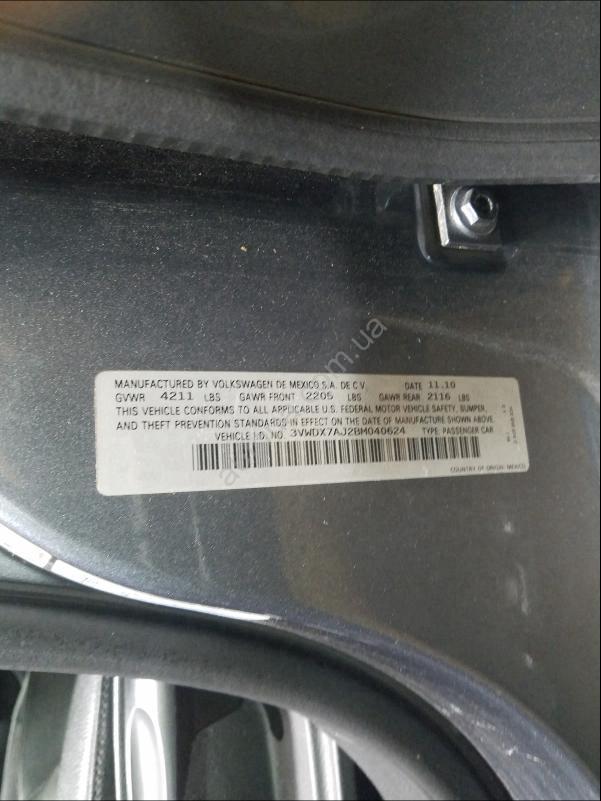 MANUFACTURED BY VOLKSWAGEN DE MEXICO S.A. DE C.V. DATE 11.10
GVWR 4211 LBS GAWR FRONT 2205 LBS GAWR REAR 2116 LBS
THIS VEHICLE CONFORMS TO ALL APPLICABLE U.S. FEDERAL MOTOR VEHICLE SAFETY, BUMPER,
AND THEFT PREVENTION STANDARDS IN EFFECT ON THE DATE OF MANUFACTURE SHOWN ABOVE.
VEHICLE I.D. NO. 3VWDX7AJ2BM040624 TYPE: PASSENGER CAR
COUNTRY OF ORIGIN: MEXICO